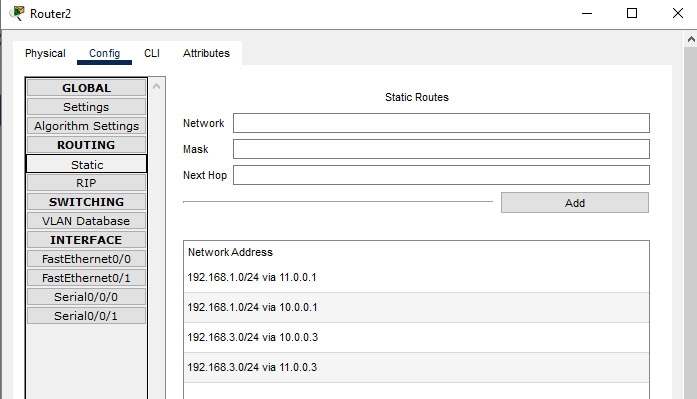 Router2
Physical Config CLI Attributes
GLOBAL
Settings
Algorithm Settings
ROUTING
Static
RIP
SWITCHING
VLAN Database
INTERFACE
FastEthernet0/0
FastEthernet0/1
Serial0/0/0
Serial0/0/1
Static Routes
Network
Mask
Next Hop
Add
Network Address
192.168.1.0/24 via 11.0.0.1
192.168.1.0/24 via 10.0.0.1
192.168.3.0/24 via 10.0.0.3
192.168.3.0/24 via 11.0.0.3